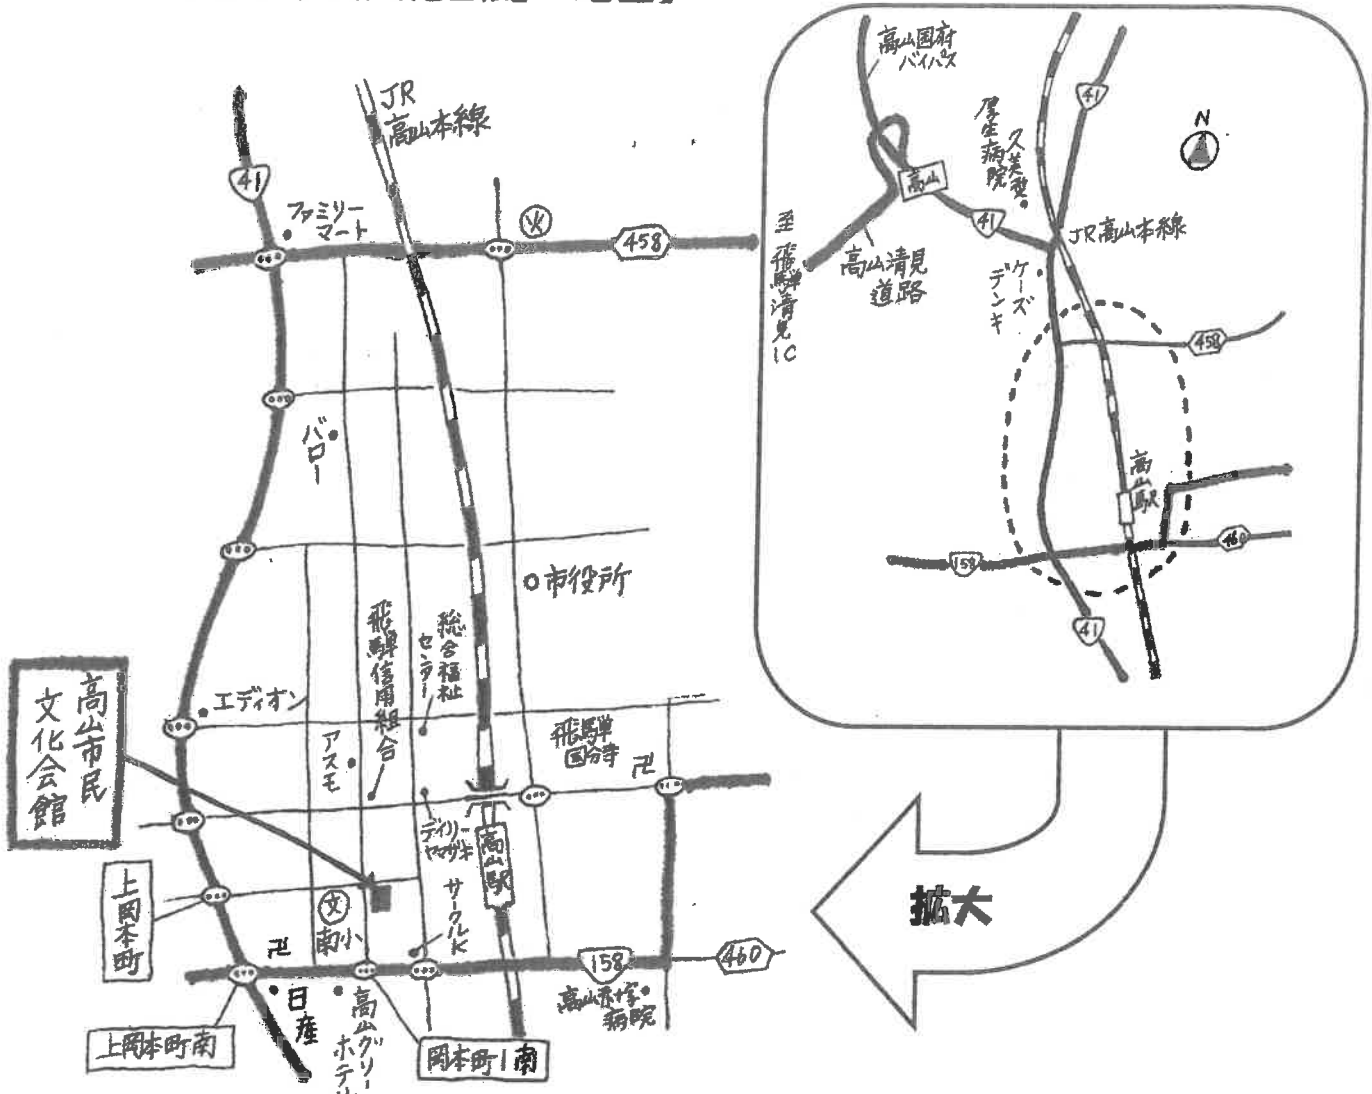 JR
高山本線
41
ファミリー
マート
458
バロー
市役所
飛騨信用組合
総合福祉
センター
エディオン
アスモ
飛騨
国分寺
高山市民
文化会館
デイリー
ヤマザキ
高山駅
サークルK
文
南小
上岡本町
158
460
日産
高山グリー
ホテル
高山赤十字
病院
上岡本町南
岡本町1南
高山国府
バイパス
41
久美愛
厚生病院
N
高山
41
至飛騨清見IC
高山清見
道路
JR高山本線
ケーズ
デンキ
458
高山駅
158
460
41
拡大